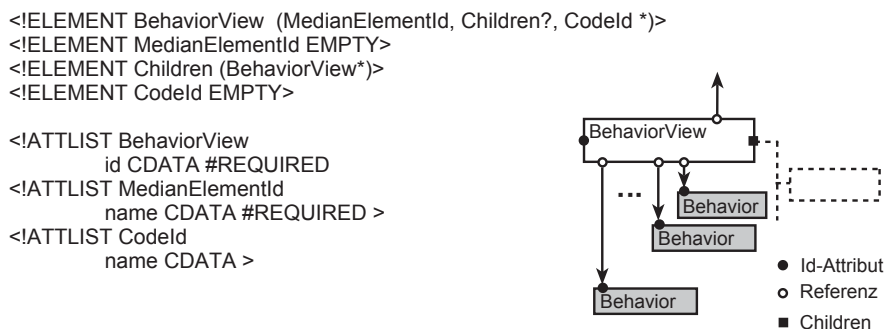 <!ELEMENT BehaviorView (MedianElementId, Children?, CodeId *)>
<!ELEMENT MedianElementId EMPTY>
<!ELEMENT Children (BehaviorView*)>
<!ELEMENT CodeId EMPTY>
<!ATTLIST BehaviorView
id CDATA #REQUIRED
<!ATTLIST MedianElementId
name CDATA #REQUIRED >
<!ATTLIST CodeId
name CDATA >
BehaviorView
...
Behavior
Behavior
Behavior
Id-Attribut
Referenz
Children